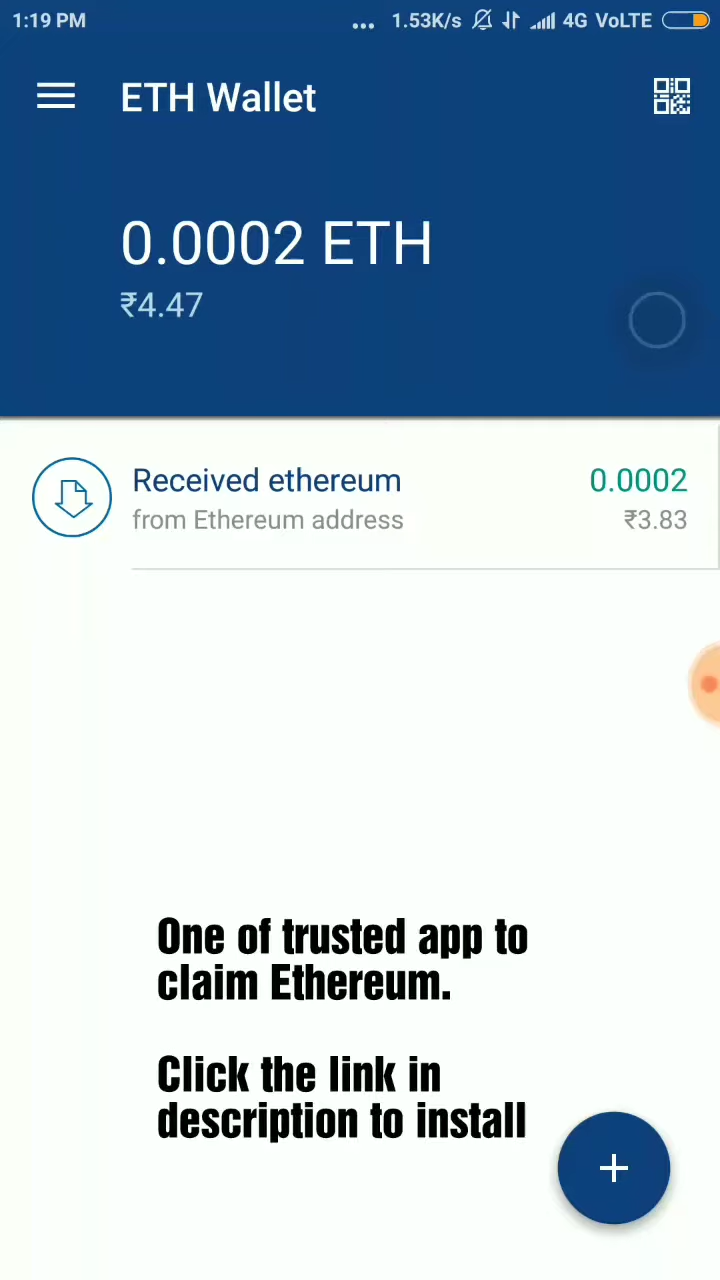 1:19 PM ... 1.53K/s 4G VoLTE
ETH Wallet
0.0002 ETH
₹4.47
Received ethereum 0.0002
from Ethereum address ₹3.83
One of trusted app to
claim Ethereum.
Click the link in
description to install
+